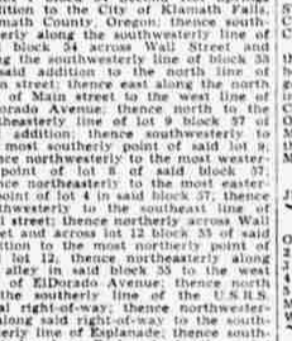 dition to the City of Klamath Falls
math County, Oregon; thence south-
erly along the southwesterly line of
block 54 across Wall Street and
ng the southwesterly line of block 53
said addition to the north line of
n street; thence east along the north
of Main street to the west line of
orado Avenue; thence north to the
theasterly line of lot 9 block 57 of
addition; thence southwesterly to
most southerly point of said lot 9;
nce northwesterly to the most wester-
point of lot 8 of said block 57;
nce northeasterly to the most easter-
point of lot 4 in said block 57; thence
thwesterly to the southeast line of
l street; thence northerly across Wall
eet and across lot 12 block 55 of said
ition to the most northerly point of
lot 12; thence northeasterly along
alley in said block 55 to the west
of ElDorado Avenue; thence north
the southerly line of the U.S.R.S.
al right-of-way; thence northwester-
along said right-of-way to the south-
erly line of Esplanade; thence south-